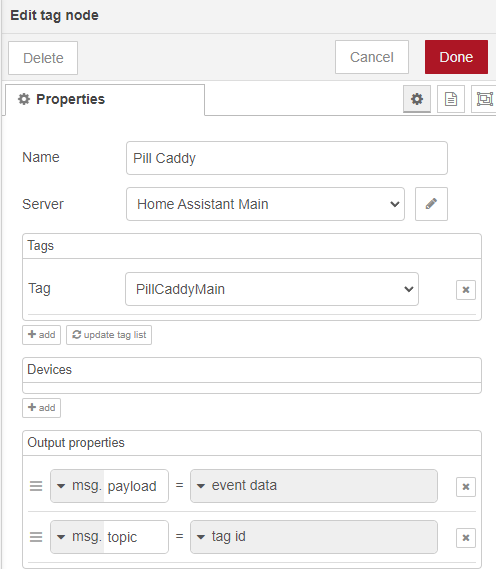 Edit tag node
Delete Cancel Done
Properties
Name Pill Caddy
Server Home Assistant Main
Tags
Tag PillCaddyMain
+ add update tag list
Devices
+ add
Output properties
msg. payload = event data
msg. topic = tag id